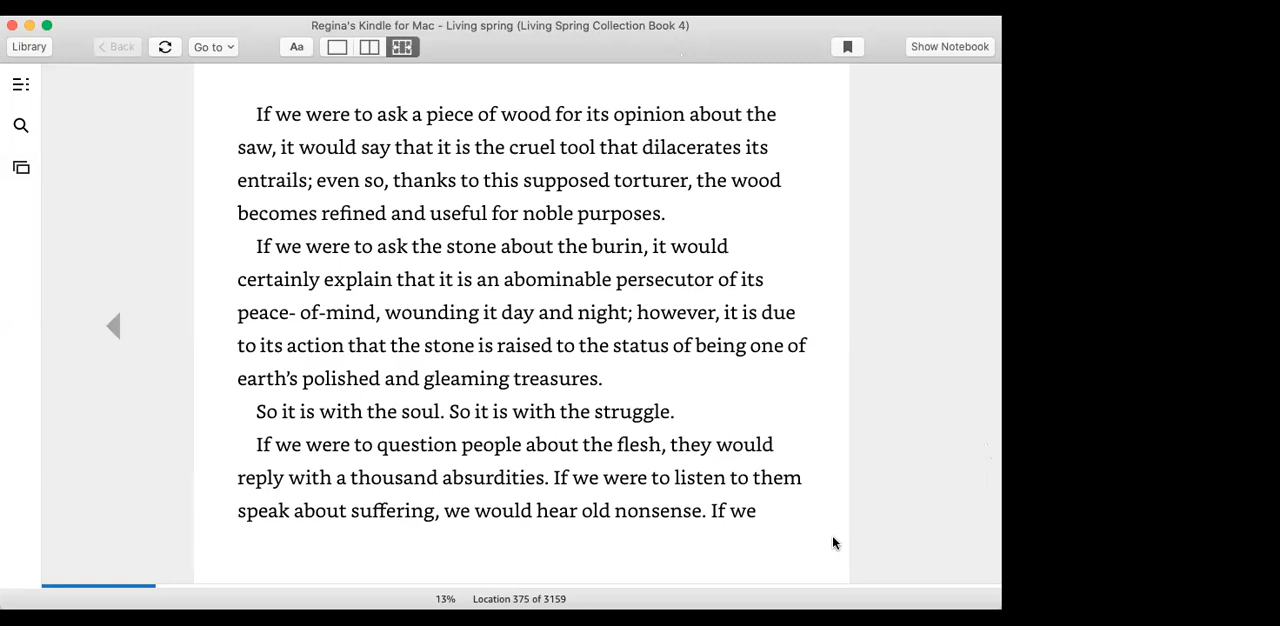 Regina's Kindle for Mac - Living spring (Living Spring Collection Book 4)
Library
< Back
Go to
Aa
Show Notebook
If we were to ask a piece of wood for its opinion about the
saw, it would say that it is the cruel tool that dilacerates its
entrails; even so, thanks to this supposed torturer, the wood
becomes refined and useful for noble purposes.
If we were to ask the stone about the burin, it would
certainly explain that it is an abominable persecutor of its
peace- of-mind, wounding it day and night; however, it is due
to its action that the stone is raised to the status of being one of
earth’s polished and gleaming treasures.
So it is with the soul. So it is with the struggle.
If we were to question people about the flesh, they would
reply with a thousand absurdities. If we were to listen to them
speak about suffering, we would hear old nonsense. If we
13% Location 375 of 3159